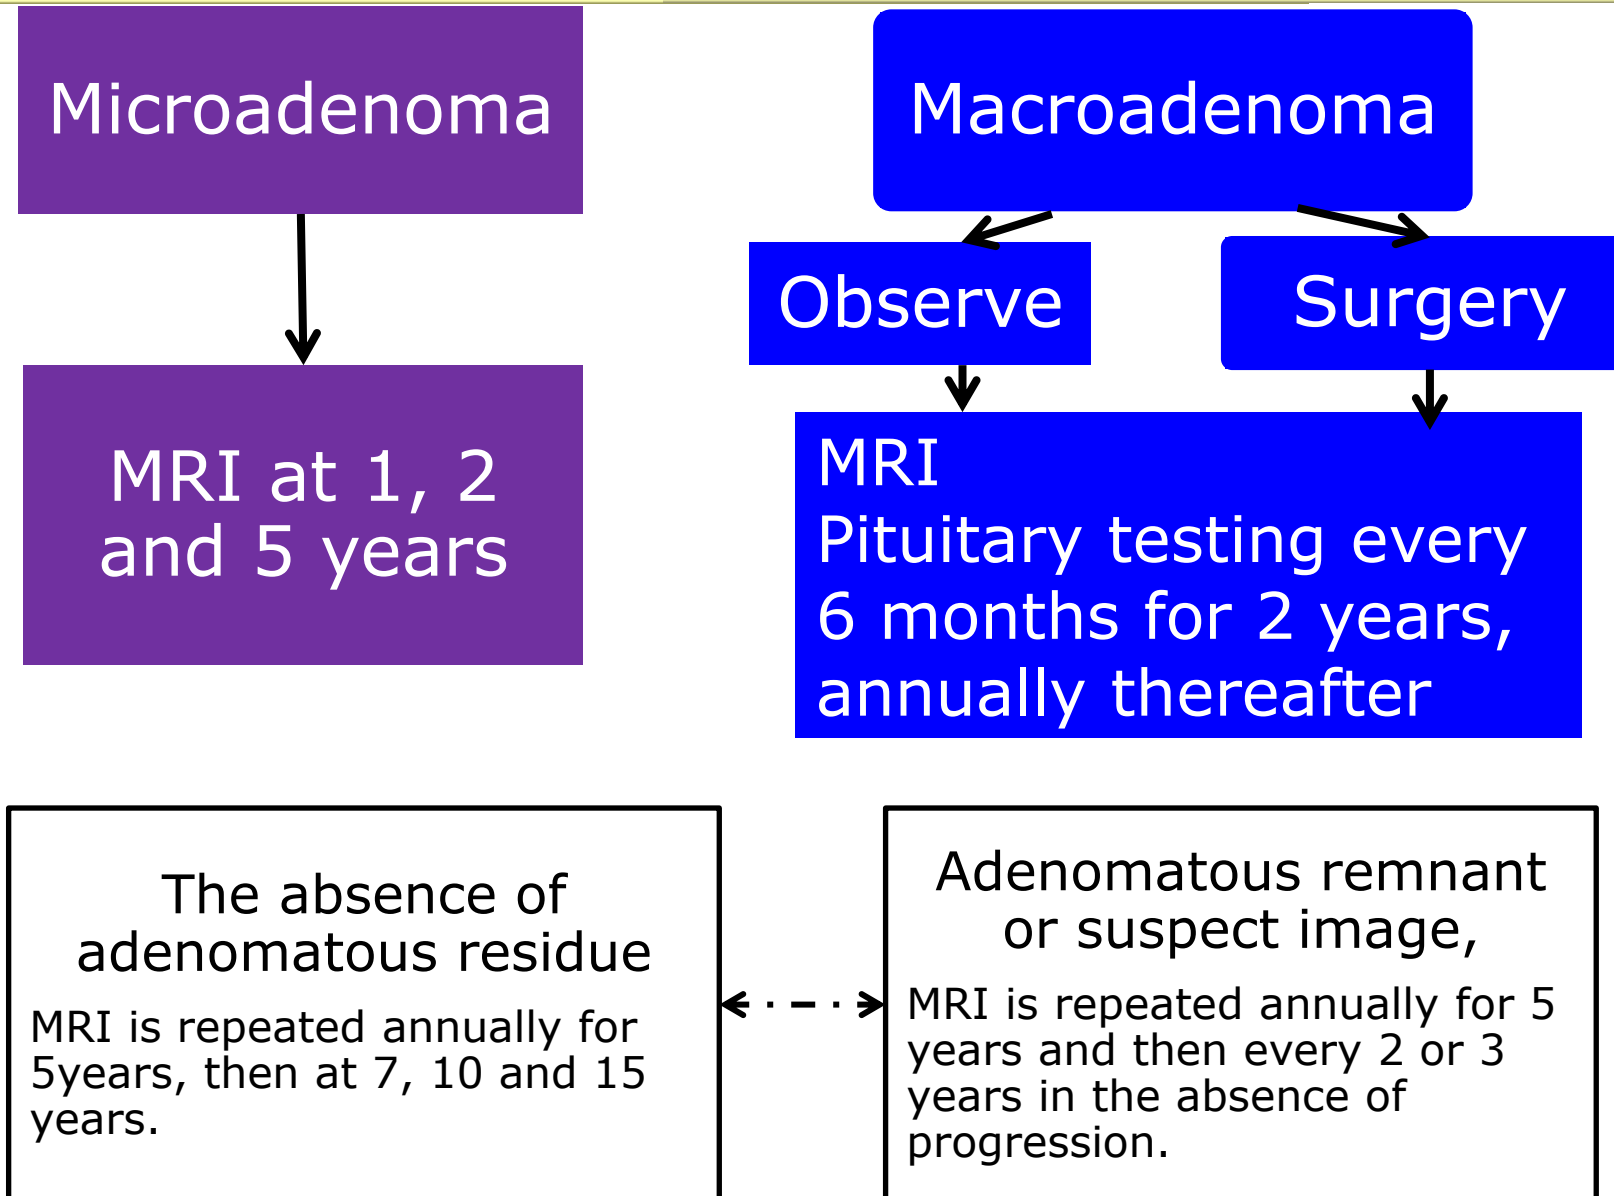 Microadenoma
Macroadenoma
Observe
Surgery
MRI at 1, 2
and 5 years
MRI
Pituitary testing every
6 months for 2 years,
annually thereafter
The absence of
adenomatous residue
MRI is repeated annually for
5years, then at 7, 10 and 15
years.
Adenomatous remnant
or suspect image,
MRI is repeated annually for 5
years and then every 2 or 3
years in the absence of
progression.